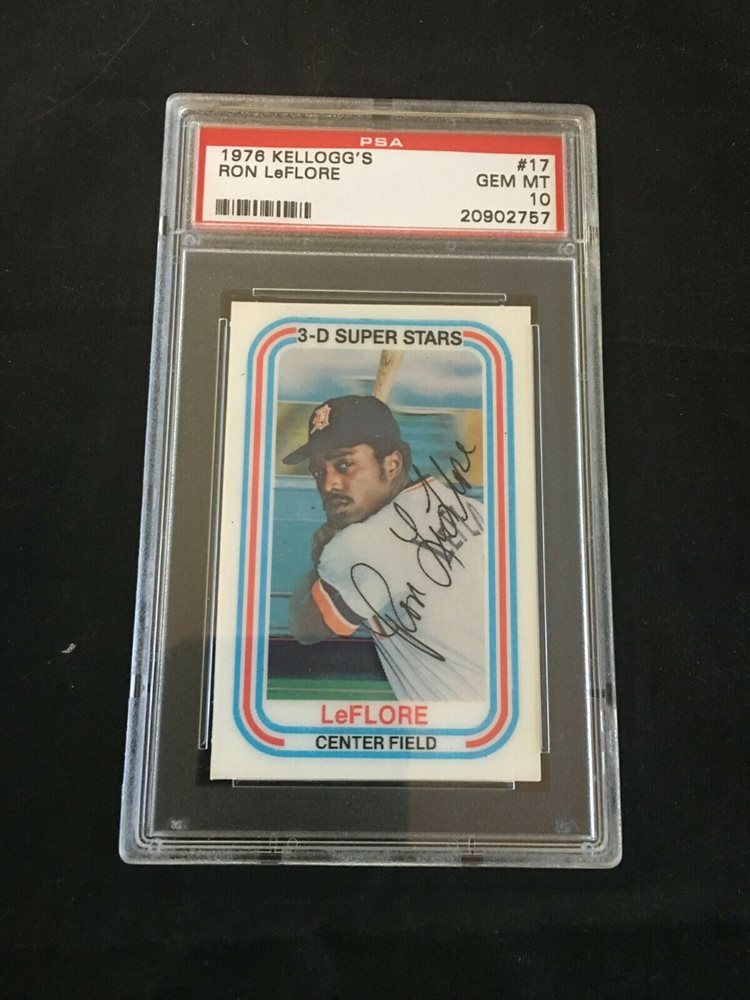 PSA
1976 KELLOGG'S #17
RON LeFLORE GEM MT
10
20902757
3-D SUPER STARS
Ron LeFlore
LeFLORE
CENTER FIELD